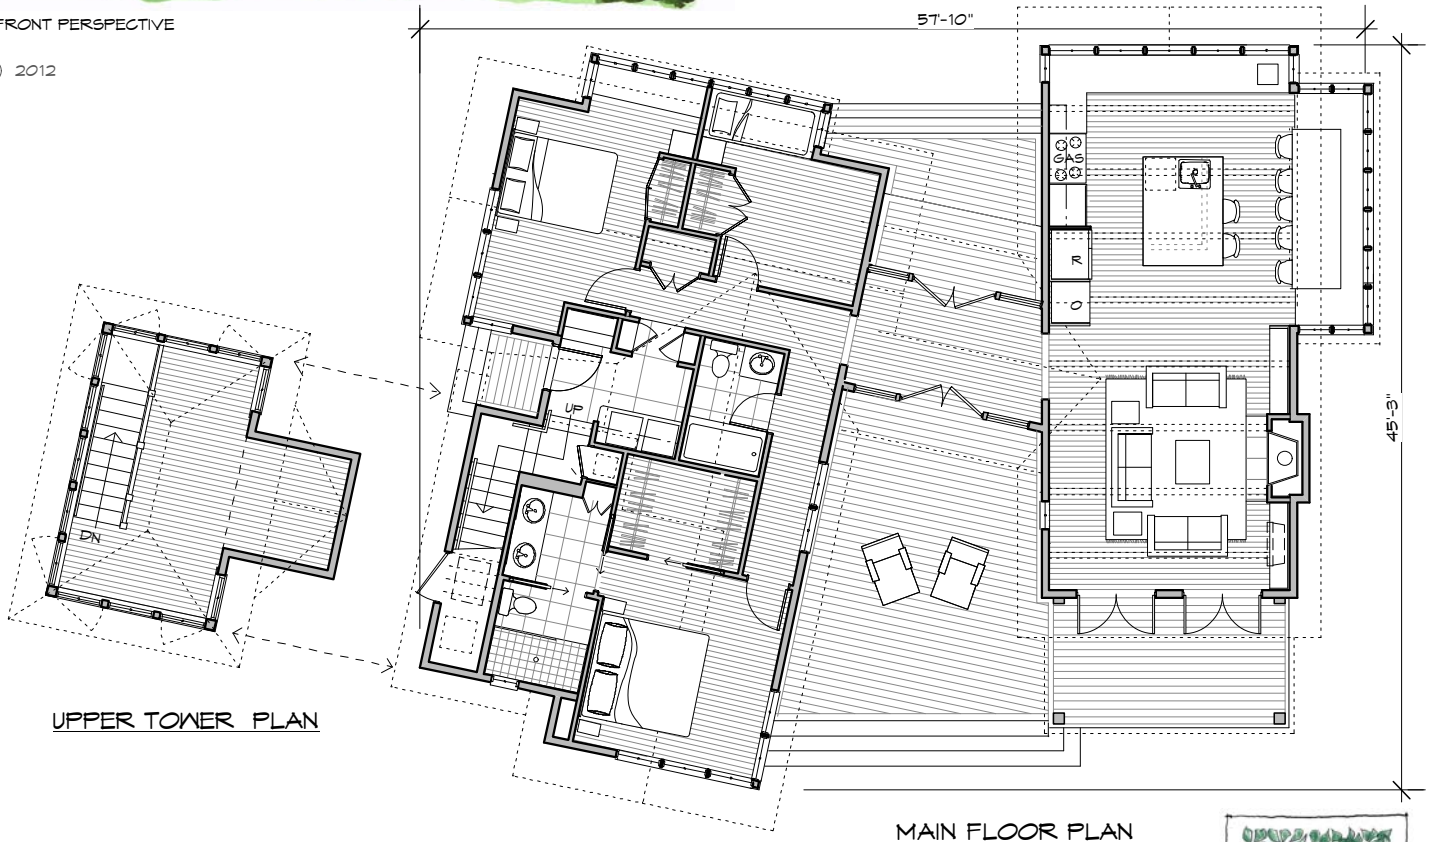 FRONT PERSPECTIVE
) 2012
57'-10"
GAS
R
O
45'-3"
UP
DN
UPPER TOWER PLAN
MAIN FLOOR PLAN